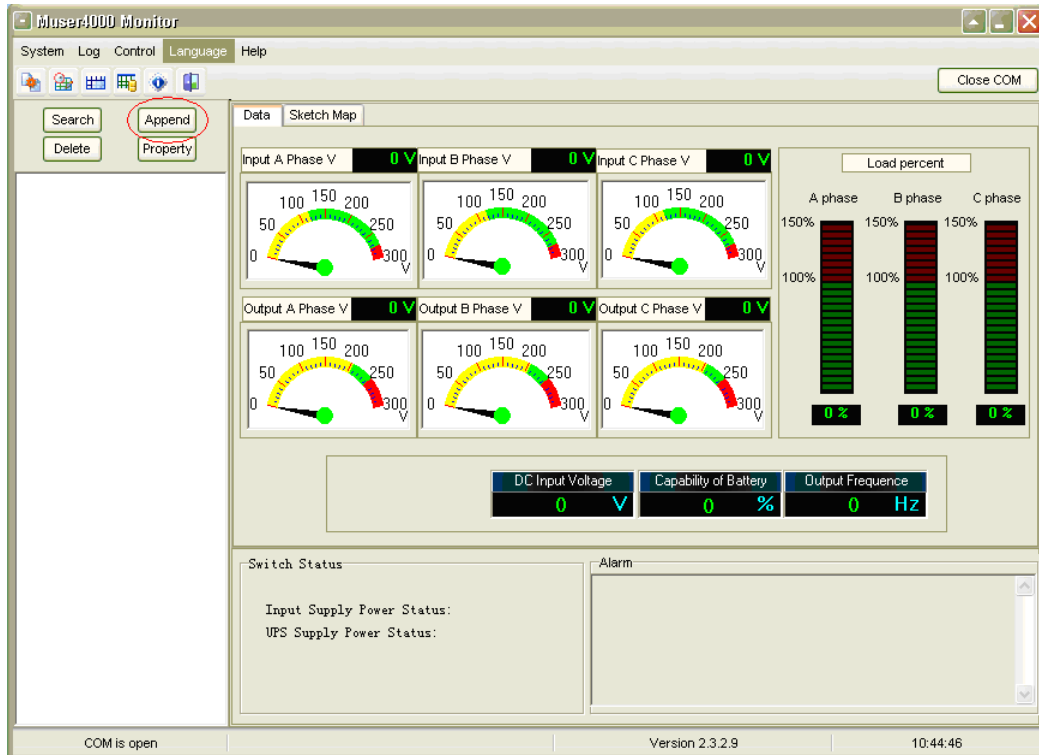 Muser4000 Monitor
System Log Control Language Help
Close COM
Search Append
Delete Property
Data Sketch Map
Input A Phase V 0 V Input B Phase V 0 V Input C Phase V 0 V
0 50 100 150 200 250 300 V
0 50 100 150 200 250 300 V
0 50 100 150 200 250 300 V
Output A Phase V 0 V Output B Phase V 0 V Output C Phase V 0 V
0 50 100 150 200 250 300 V
0 50 100 150 200 250 300 V
0 50 100 150 200 250 300 V
Load percent
A phase B phase C phase
150% 150% 150%
100% 100% 100%
0 % 0 % 0 %
DC Input Voltage Capability of Battery Output Frequence
0 V 0 % 0 Hz
Switch Status
Input Supply Power Status:
UPS Supply Power Status:
Alarm
COM is open Version 2.3.2.9 10:44:46